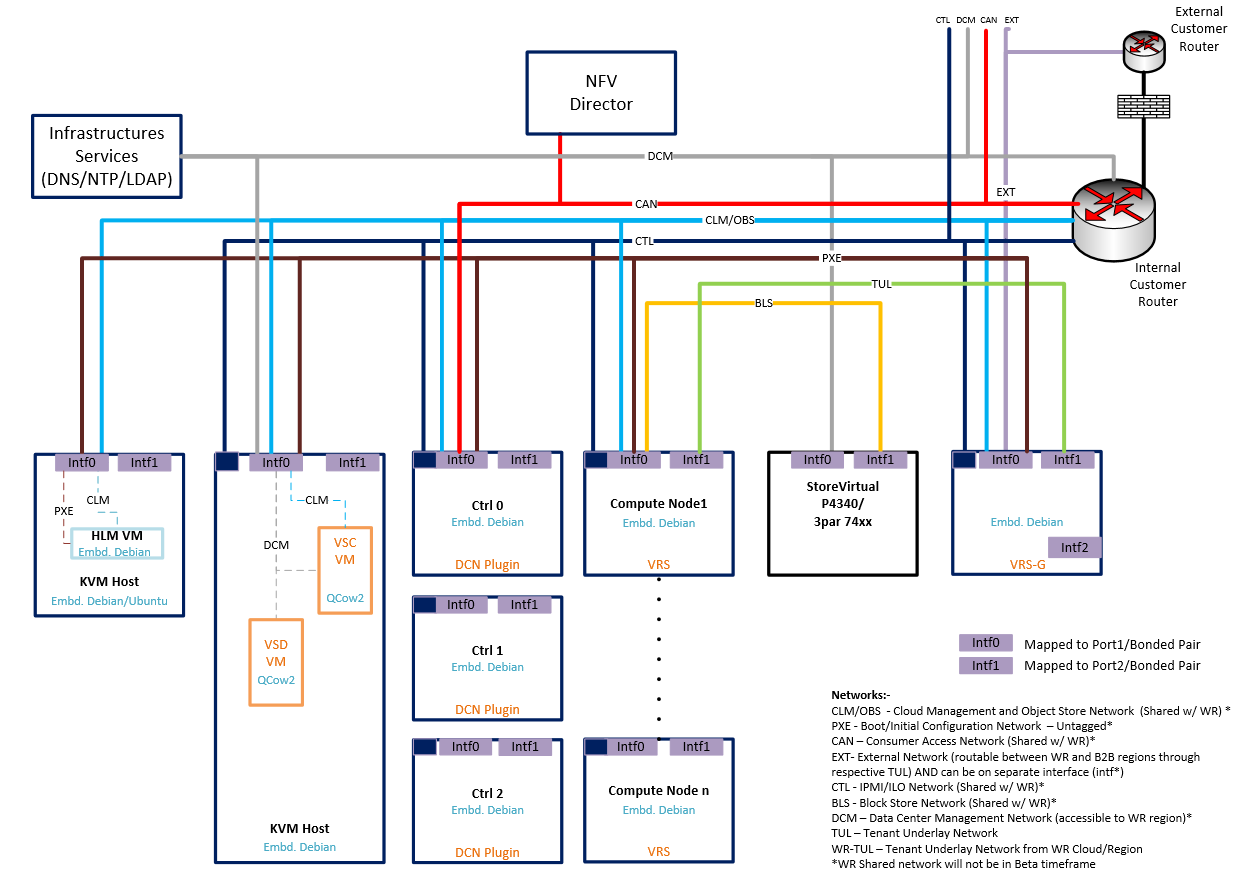 CTL DCM CAN EXT
External
Customer
Router
NFV
Director
Infrastructures
Services
(DNS/NTP/LDAP)
DCM
EXT
CAN
CLM/OBS
CTL
PXE
Internal
Customer
Router
TUL
BLS
Intf0 Intf1
CLM
PXE
HLM VM
Embd. Debian
KVM Host
Embd. Debian/Ubuntu
Intf0 Intf1
CLM
DCM
VSC
VM
QCow2
VSD
VM
QCow2
KVM Host
Embd. Debian
Intf0 Intf1
Ctrl 0
Embd. Debian
DCN Plugin
Intf0 Intf1
Ctrl 1
Embd. Debian
DCN Plugin
Intf0 Intf1
Ctrl 2
Embd. Debian
DCN Plugin
Intf0 Intf1
Compute Node1
Embd. Debian
VRS
Intf0 Intf1
Compute Node n
Embd. Debian
VRS
Intf0 Intf1
StoreVirtual
P4340/
3par 74xx
Intf0 Intf1
Embd. Debian
Intf2
VRS-G
Intf0 Mapped to Port1/Bonded Pair
Intf1 Mapped to Port2/Bonded Pair
Networks:-
CLM/OBS - Cloud Management and Object Store Network (Shared w/ WR) *
PXE - Boot/Initial Configuration Network – Untagged*
CAN – Consumer Access Network (Shared w/ WR)*
EXT- External Network (routable between WR and B2B regions through
respective TUL) AND can be on separate interface (intf*)
CTL - IPMI/ILO Network (Shared w/ WR)*
BLS - Block Store Network (Shared w/ WR)*
DCM – Data Center Management Network (accessible to WR region)*
TUL – Tenant Underlay Network
WR-TUL – Tenant Underlay Network from WR Cloud/Region
*WR Shared network will not be in Beta timeframe